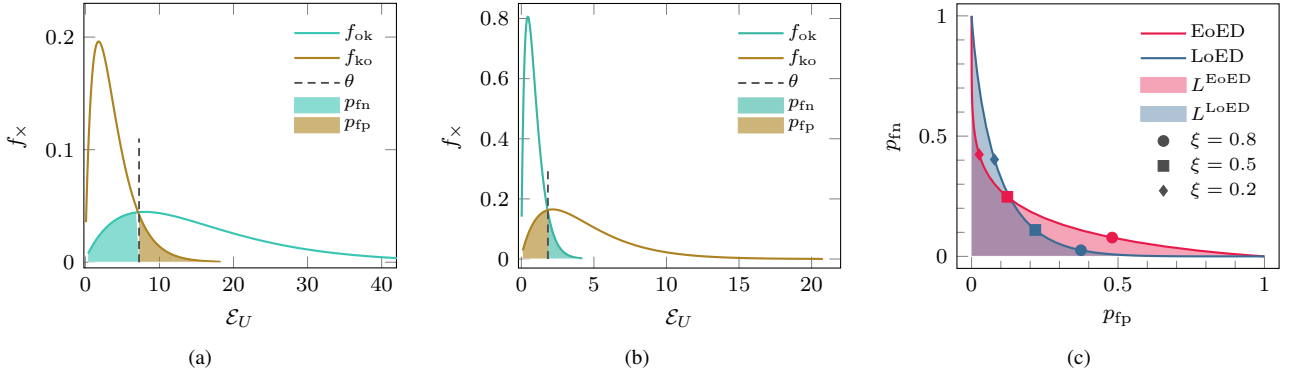 0.2
0.1
0
f×
0
10
20
30
40
ℰ_U
f_ok
f_ko
θ
p_fn
p_fp
(a)
0.8
0.6
0.4
0.2
0
f×
0
5
10
15
20
ℰ_U
f_ok
f_ko
θ
p_fn
p_fp
(b)
1
0.5
0
p_fn
0
0.5
1
p_fp
EoED
LoED
L^EoED
L^LoED
ξ = 0.8
ξ = 0.5
ξ = 0.2
(c)